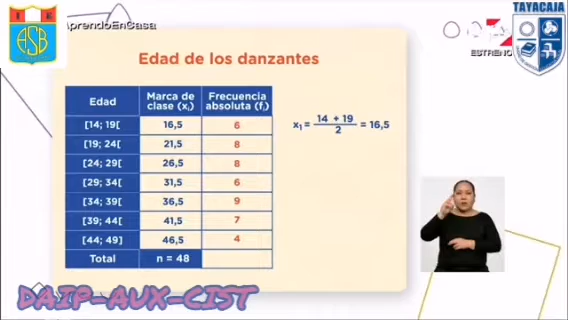 AprendoEnCasa
TAYACAJA
ESTRENO
ASB
Edad de los danzantes
Edad Marca de clase (xᵢ) Frecuencia absoluta (fᵢ)
[14; 19[ 16,5 6
[19; 24[ 21,5 8
[24; 29[ 26,5 8
[29; 34[ 31,5 6
[34; 39[ 36,5 9
[39; 44[ 41,5 7
[44; 49] 46,5 4
Total n = 48
x₁ = 14 + 19 / 2 = 16,5
DAIP-AUX-CIST